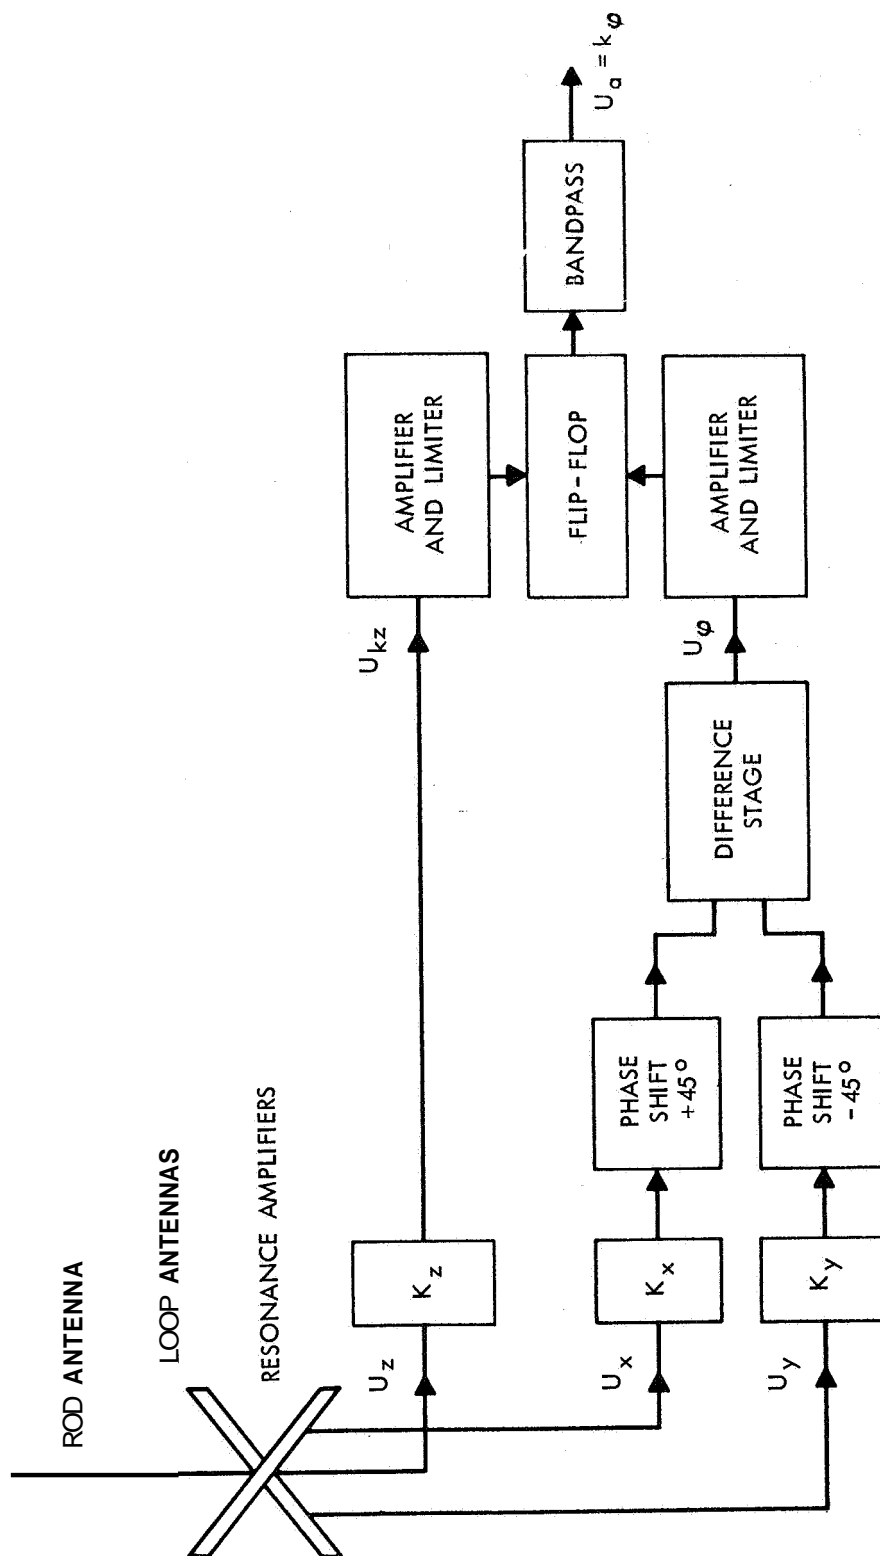 ROD ANTENNA
LOOP ANTENNAS
RESONANCE AMPLIFIERS
U_z
K_z
U_kz
AMPLIFIER
AND LIMITER
FLIP-FLOP
BANDPASS
U_a = kφ
U_x
K_x
PHASE
SHIFT
+45°
U_y
K_y
PHASE
SHIFT
-45°
DIFFERENCE
STAGE
U_φ
AMPLIFIER
AND LIMITER